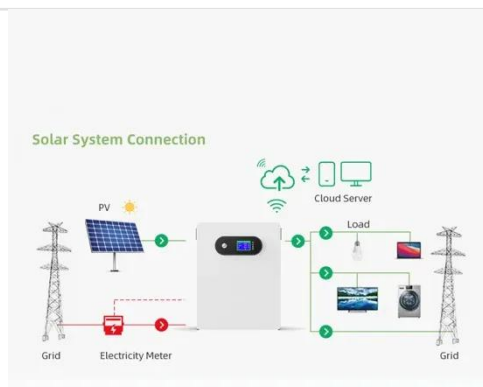 Solar System Connection
Cloud Server
PV
Load
Grid
Electricity Meter
Grid